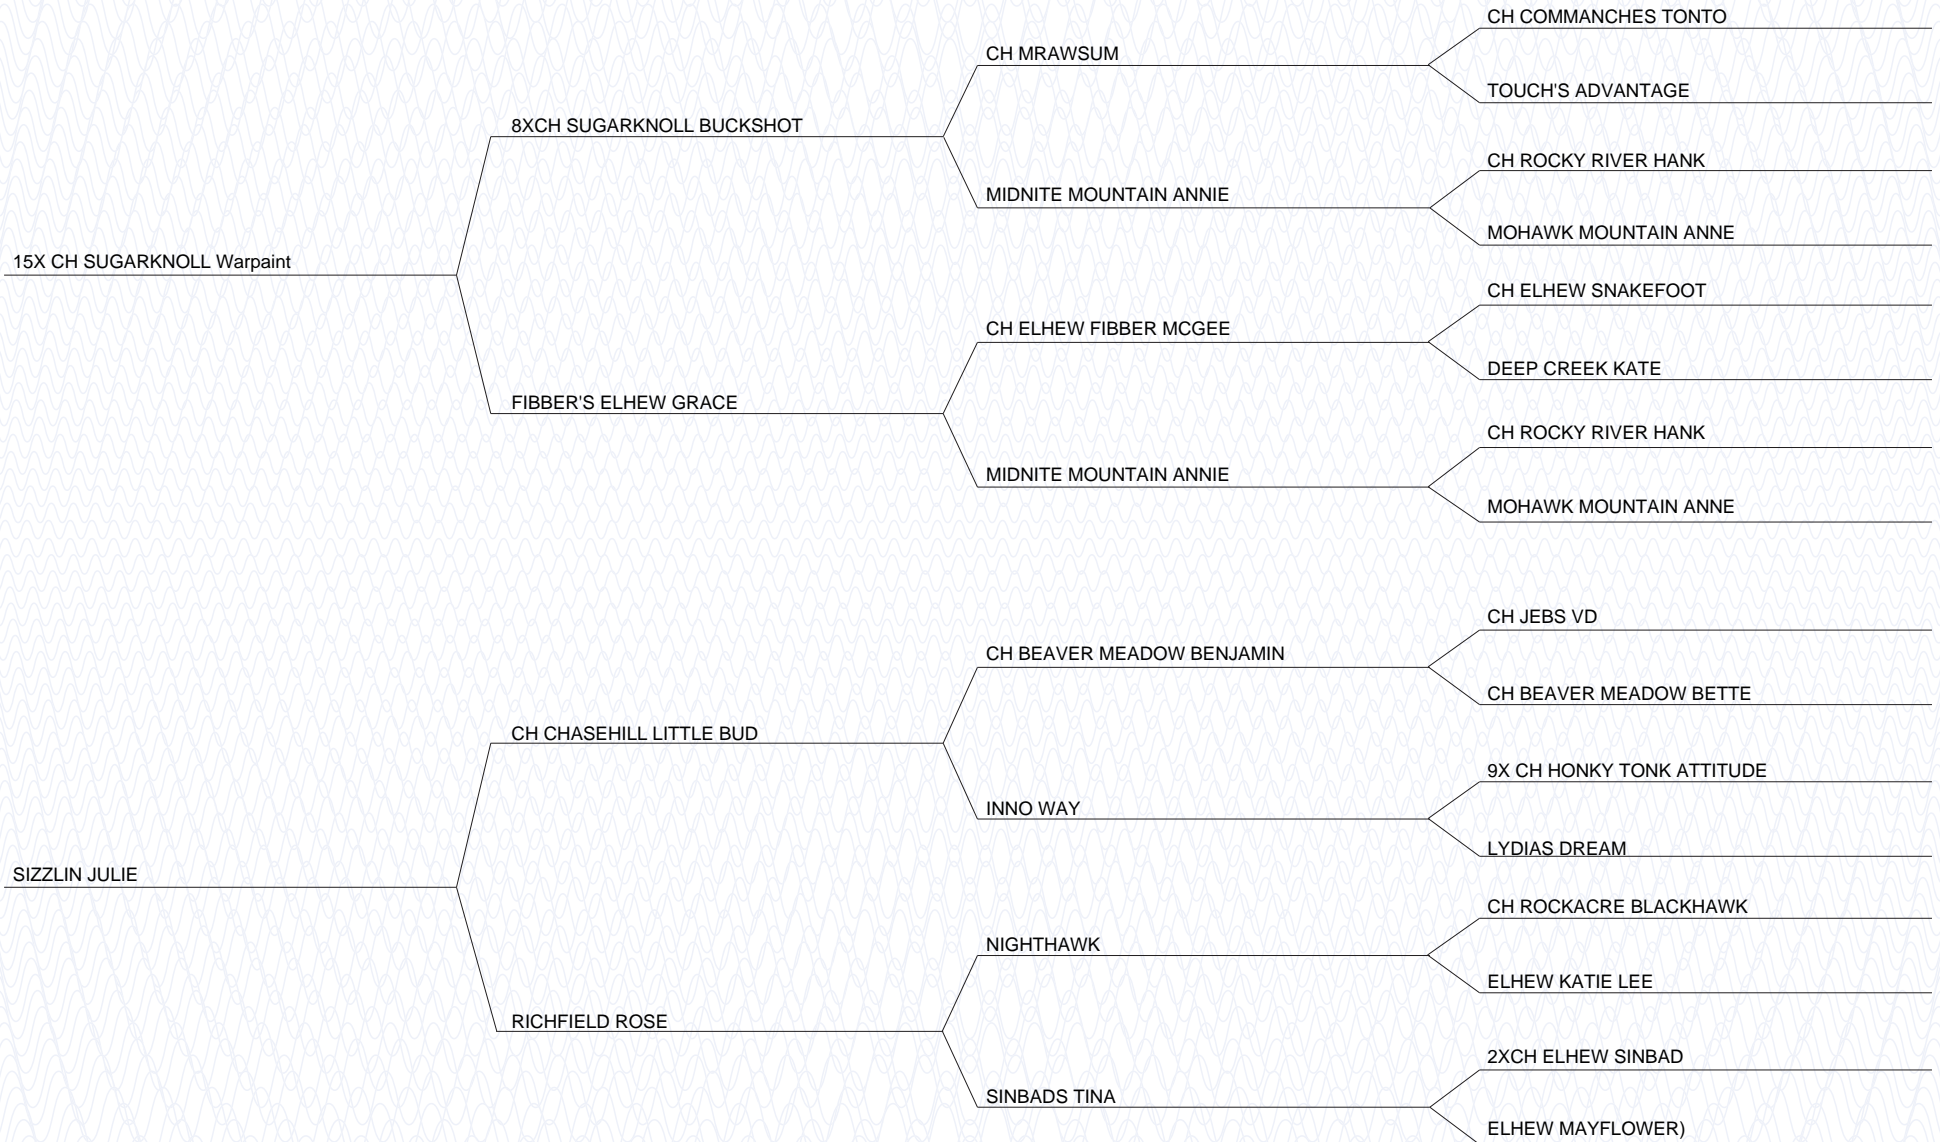 CH COMMANCHES TONTO
CH MRAWSUM
TOUCH'S ADVANTAGE
8XCH SUGARKNOLL BUCKSHOT
CH ROCKY RIVER HANK
MIDNITE MOUNTAIN ANNIE
MOHAWK MOUNTAIN ANNE
15X CH SUGARKNOLL Warpaint
CH ELHEW SNAKEFOOT
CH ELHEW FIBBER MCGEE
DEEP CREEK KATE
FIBBER'S ELHEW GRACE
CH ROCKY RIVER HANK
MIDNITE MOUNTAIN ANNIE
MOHAWK MOUNTAIN ANNE
CH JEBS VD
CH BEAVER MEADOW BENJAMIN
CH BEAVER MEADOW BETTE
CH CHASEHILL LITTLE BUD
9X CH HONKY TONK ATTITUDE
INNO WAY
LYDIAS DREAM
SIZZLIN JULIE
CH ROCKACRE BLACKHAWK
NIGHTHAWK
ELHEW KATIE LEE
RICHFIELD ROSE
2XCH ELHEW SINBAD
SINBADS TINA
ELHEW MAYFLOWER)